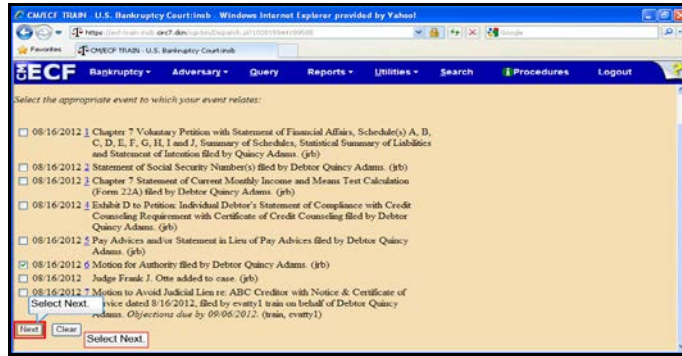 CM/ECF TRAIN - U.S. Bankruptcy Court:insb - Windows Internet Explorer provided by Yahoo!
Google
Favorites CM/ECF TRAIN - U.S. Bankruptcy Court:insb
ECF Bankruptcy Adversary Query Reports Utilities Search Procedures Logout
Select the appropriate event to which your event relates:
08/16/2012 1 Chapter 7 Voluntary Petition with Statement of Financial Affairs, Schedule(s) A, B,
C, D, E, F, G, H, I and J, Summary of Schedules, Statistical Summary of Liabilities
and Statement of Intention filed by Quincy Adams. (jrb)
08/16/2012 2 Statement of Social Security Number(s) filed by Debtor Quincy Adams. (jrb)
08/16/2012 3 Chapter 7 Statement of Current Monthly Income and Means Test Calculation
(Form 22A) filed by Debtor Quincy Adams. (jrb)
08/16/2012 4 Exhibit D to Petition: Individual Debtor's Statement of Compliance with Credit
Counseling Requirement with Certificate of Credit Counseling filed by Debtor
Quincy Adams. (jrb)
08/16/2012 5 Pay Advices and/or Statement in Lieu of Pay Advices filed by Debtor Quincy
Adams. (jrb)
08/16/2012 6 Motion for Authority filed by Debtor Quincy Adams. (jrb)
08/16/2012 Judge Frank J. Otte added to case. (jrb)
08/16/2012 7 Motion to Avoid Judicial Lien re: ABC Creditor with Notice & Certificate of
Select Next. vice dated 8/16/2012, filed by evatty1 train on behalf of Debtor Quincy
Adams. Objections due by 09/06/2012. (train, evatty1)
Next Clear
Select Next.